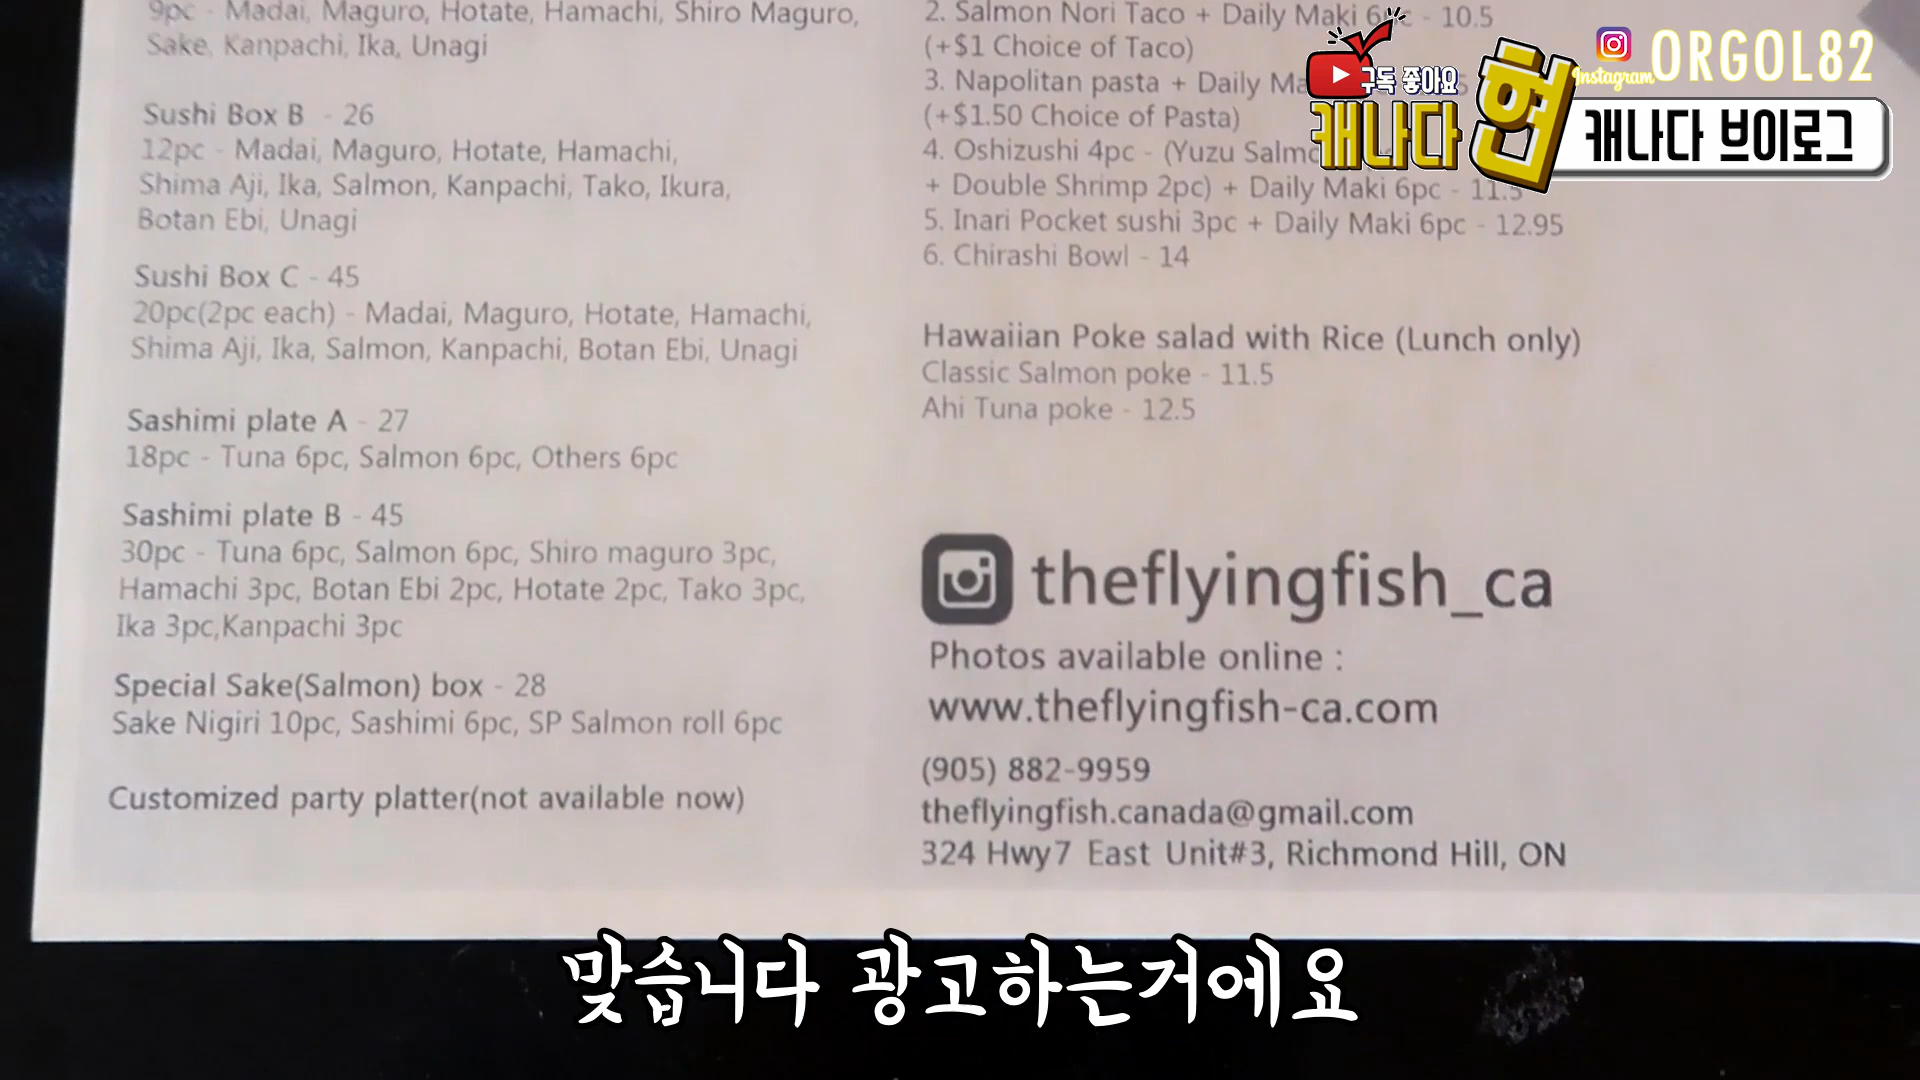 9pc - Madai, Maguro, Hotate, Hamachi, Shiro Maguro,
Sake, Kanpachi, Ika, Unagi
Sushi Box B - 26
12pc - Madai, Maguro, Hotate, Hamachi,
Shima Aji, Ika, Salmon, Kanpachi, Tako, Ikura,
Botan Ebi, Unagi
Sushi Box C - 45
20pc(2pc each) - Madai, Maguro, Hotate, Hamachi,
Shima Aji, Ika, Salmon, Kanpachi, Botan Ebi, Unagi
Sashimi plate A - 27
18pc - Tuna 6pc, Salmon 6pc, Others 6pc
Sashimi plate B - 45
30pc - Tuna 6pc, Salmon 6pc, Shiro maguro 3pc,
Hamachi 3pc, Botan Ebi 2pc, Hotate 2pc, Tako 3pc,
Ika 3pc,Kanpachi 3pc
Special Sake(Salmon) box - 28
Sake Nigiri 10pc, Sashimi 6pc, SP Salmon roll 6pc
Customized party platter(not available now)
2. Salmon Nori Taco + Daily Maki - 10.5
(+$1 Choice of Taco)
3. Napolitan pasta + Daily
(+$1.50 Choice of Pasta)
4. Oshizushi 4pc - (Yuzu
+ Double Shrimp 2pc) + Daily Maki 6pc - 11.5
5. Inari Pocket sushi 3pc + Daily Maki 6pc - 12.95
6. Chirashi Bowl - 14
Hawaiian Poke salad with Rice (Lunch only)
Classic Salmon poke - 11.5
Ahi Tuna poke - 12.5
theflyingfish_ca
Photos available online :
www.theflyingfish-ca.com
(905) 882-9959
theflyingfish.canada@gmail.com
324 Hwy7 East Unit#3, Richmond Hill, ON
구독 좋아요
캐나다 현
Instagram ORGOL82
캐나다 브이로그
맞습니다 광고하는거에요